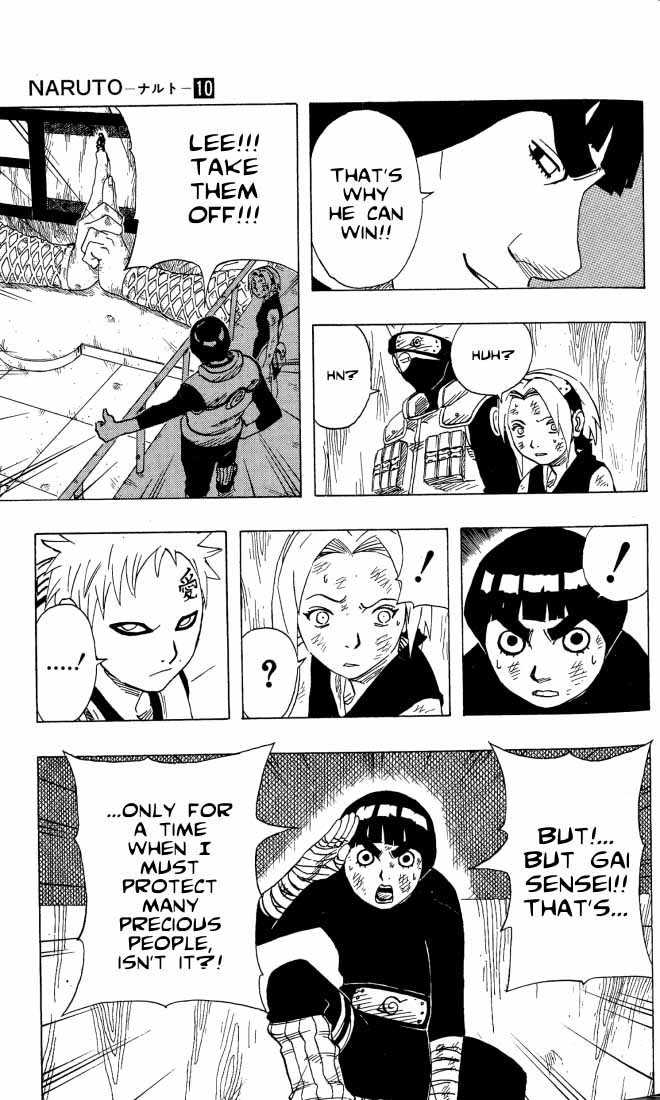 NARUTO—ナルト—10
THAT'S
WHY
HE CAN
WIN!!
LEE!!!
TAKE
THEM
OFF!!!
HUH?
HN?
!
!
?
愛
.....!
BUT!...
BUT GAI
SENSEI!!
THAT'S...
...ONLY FOR
A TIME
WHEN I
MUST
PROTECT
MANY
PRECIOUS
PEOPLE,
ISN'T IT?!